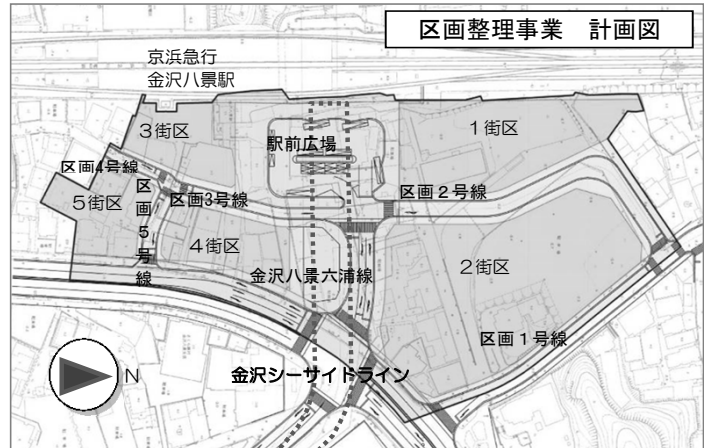 区画整理事業　計画図
京浜急行
金沢八景駅
3街区
1街区
駅前広場
区画4号線
区画3号線
区画２号線
5街区
区画５号線
4街区
金沢八景六浦線
2街区
区画１号線
金沢シーサイドライン
N